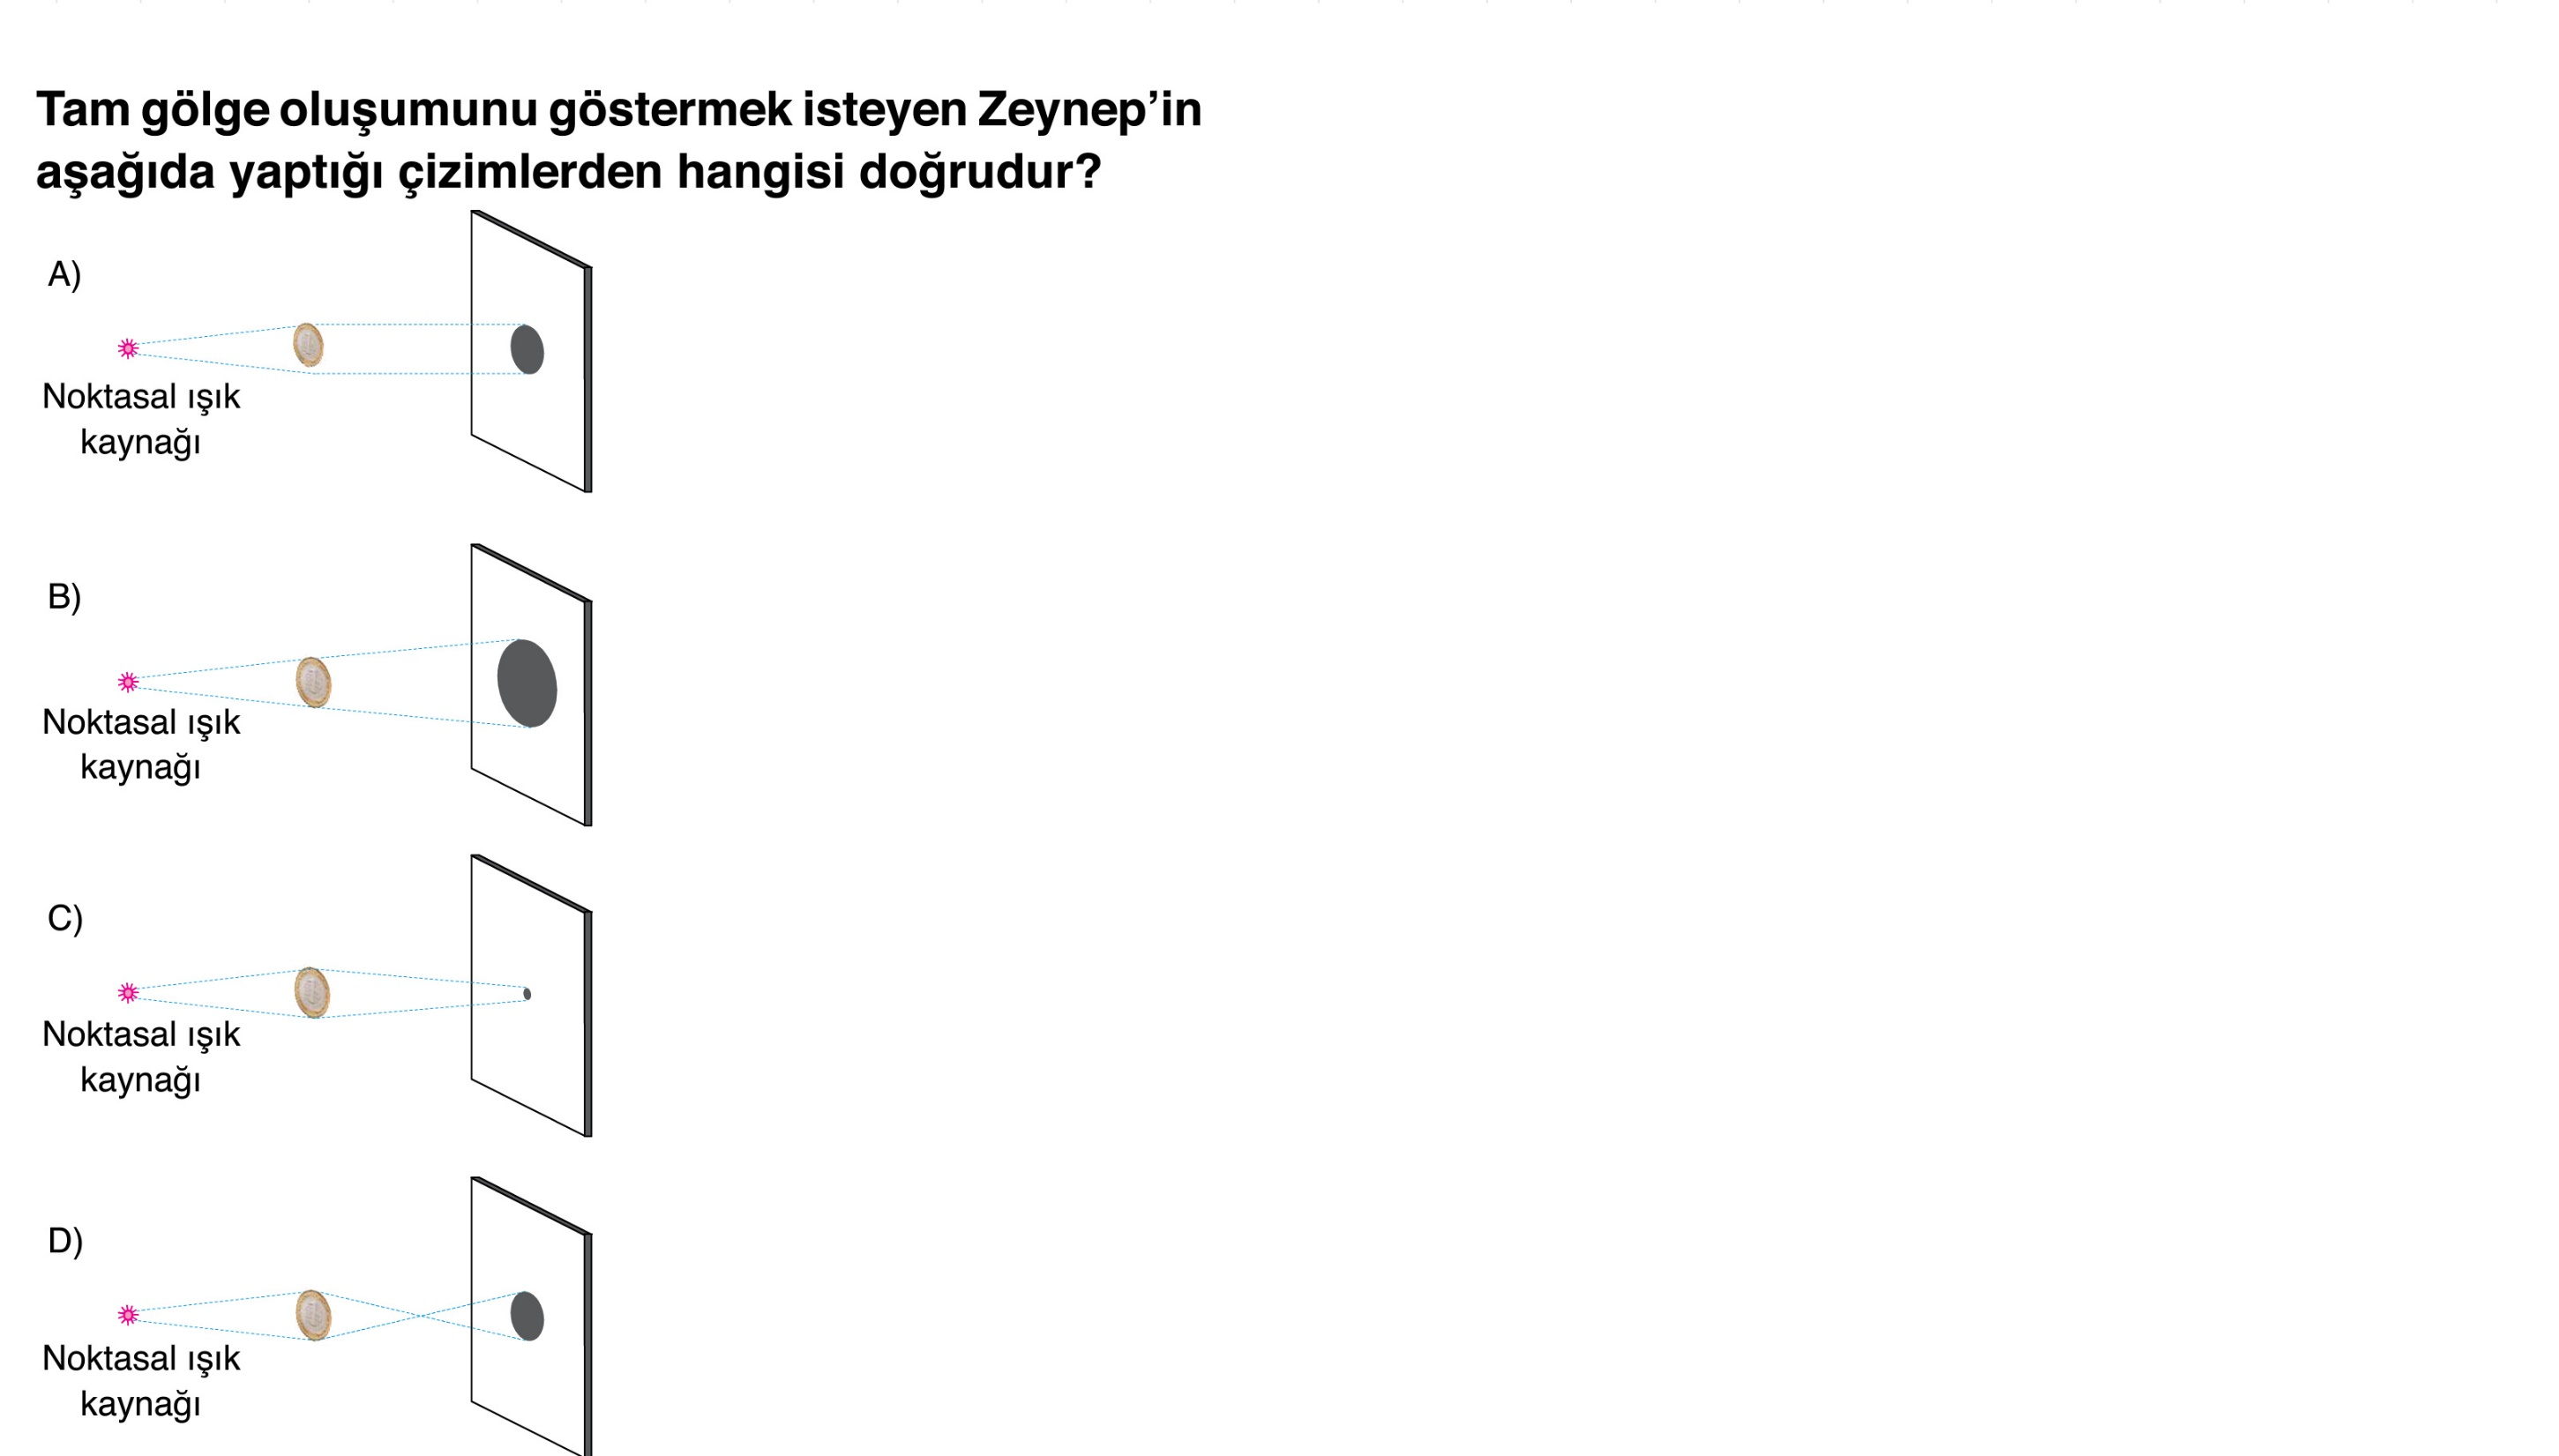 Tam gölge oluşumunu göstermek isteyen Zeynep’in
aşağıda yaptığı çizimlerden hangisi doğrudur?
A)
Noktasal ışık
kaynağı
B)
Noktasal ışık
kaynağı
C)
Noktasal ışık
kaynağı
D)
Noktasal ışık
kaynağı